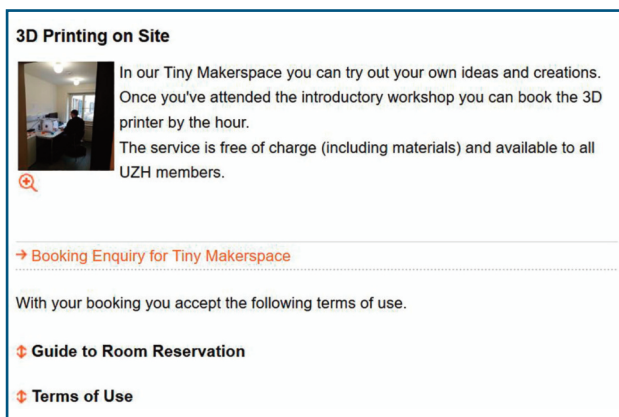 3D Printing on Site
In our Tiny Makerspace you can try out your own ideas and creations.
Once you've attended the introductory workshop you can book the 3D
printer by the hour.
The service is free of charge (including materials) and available to all
UZH members.
Booking Enquiry for Tiny Makerspace
With your booking you accept the following terms of use.
Guide to Room Reservation
Terms of Use